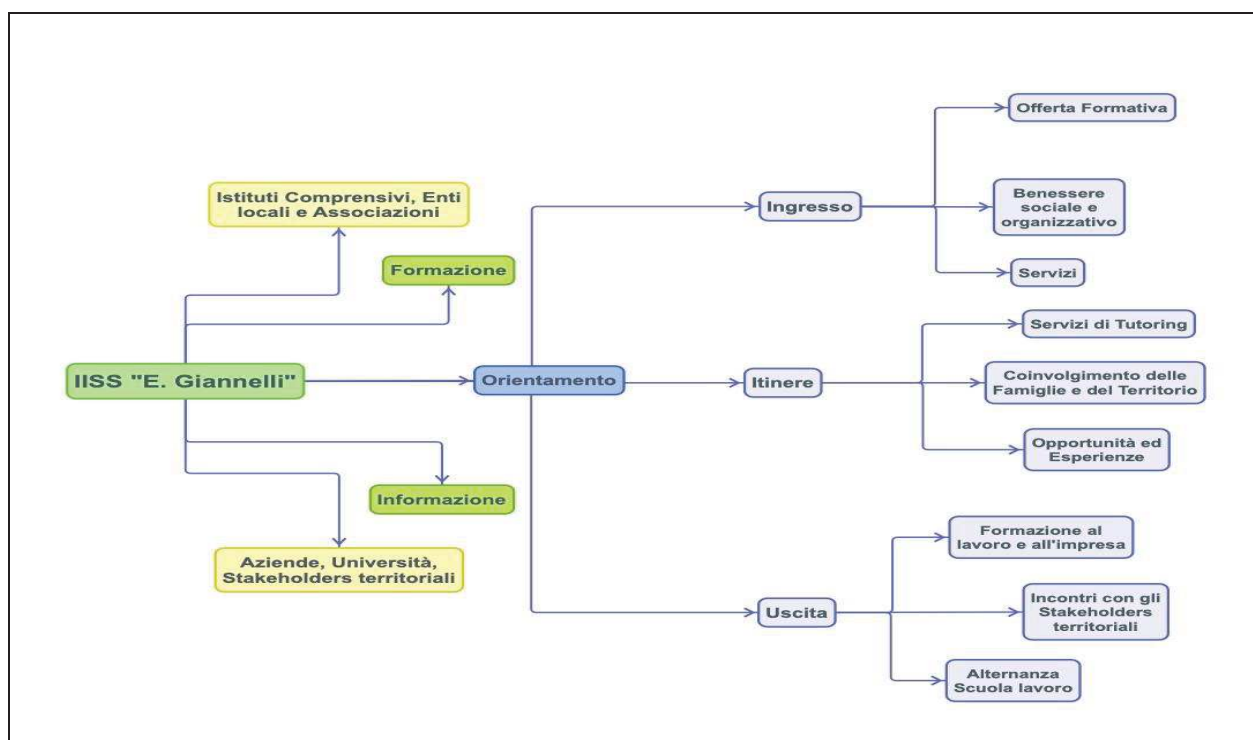 Istituti Comprensivi, Enti
locali e Associazioni
Formazione
IISS "E. Giannelli"
Informazione
Aziende, Università,
Stakeholders territoriali
Orientamento
Ingresso
Offerta Formativa
Benessere
sociale e
organizzativo
Servizi
Itinere
Servizi di Tutoring
Coinvolgimento delle
Famiglie e del Territorio
Opportunità ed
Esperienze
Uscita
Formazione al
lavoro e all'impresa
Incontri con gli
Stakeholders
territoriali
Alternanza
Scuola lavoro